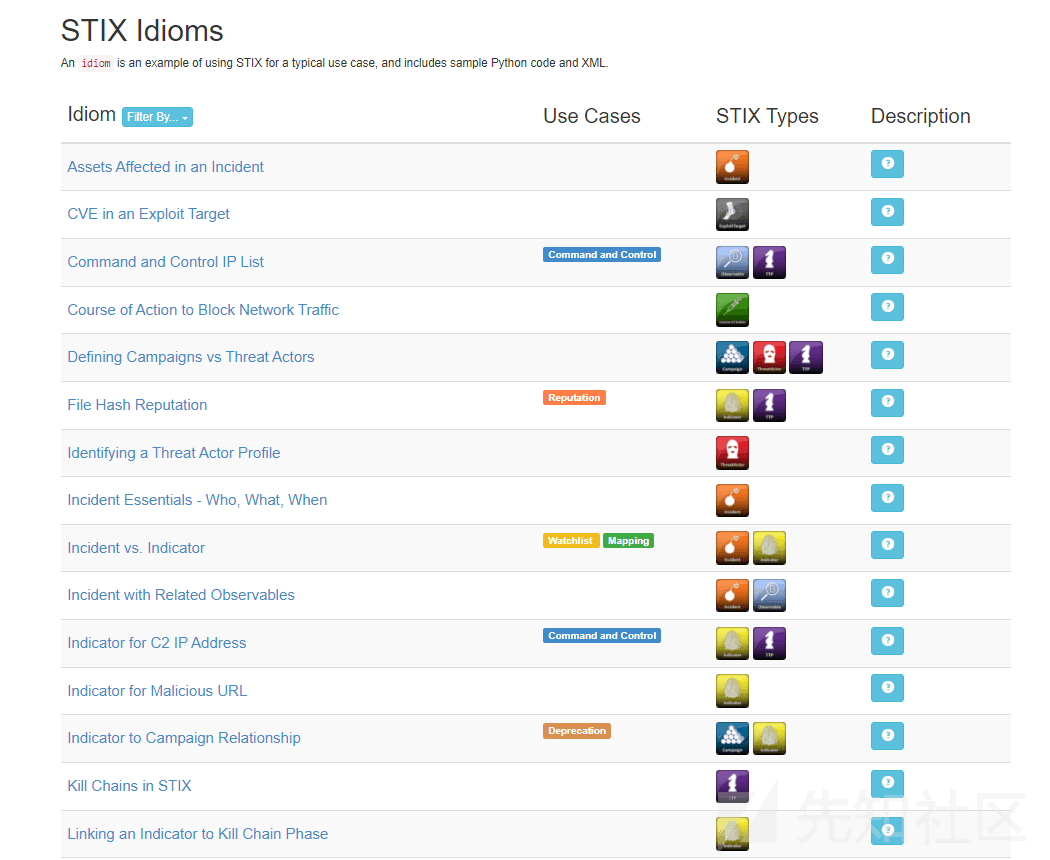 STIX Idioms
An idiom is an example of using STIX for a typical use case, and includes sample Python code and XML.
Idiom Filter By... Use Cases STIX Types Description
Assets Affected in an Incident Incident
CVE in an Exploit Target ExploitTarget
Command and Control IP List Command and Control Observable TTP
Course of Action to Block Network Traffic Course of Action
Defining Campaigns vs Threat Actors Campaign ThreatActor TTP
File Hash Reputation Reputation Indicator TTP
Identifying a Threat Actor Profile ThreatActor
Incident Essentials - Who, What, When Incident
Incident vs. Indicator Watchlist Mapping Incident Indicator
Incident with Related Observables Incident Observable
Indicator for C2 IP Address Command and Control Indicator TTP
Indicator for Malicious URL Indicator
Indicator to Campaign Relationship Deprecation Campaign Indicator
Kill Chains in STIX TTP
Linking an Indicator to Kill Chain Phase Indicator
先知社区